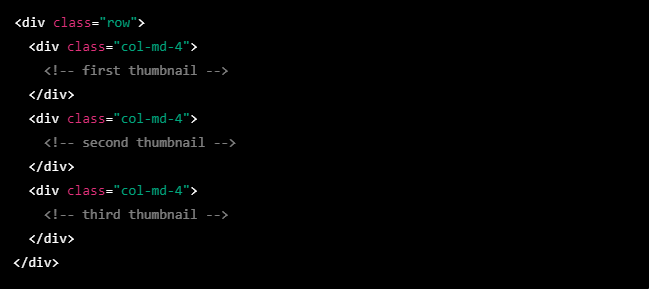 <div class="row">
<div class="col-md-4">
<!-- first thumbnail -->
</div>
<div class="col-md-4">
<!-- second thumbnail -->
</div>
<div class="col-md-4">
<!-- third thumbnail -->
</div>
</div>